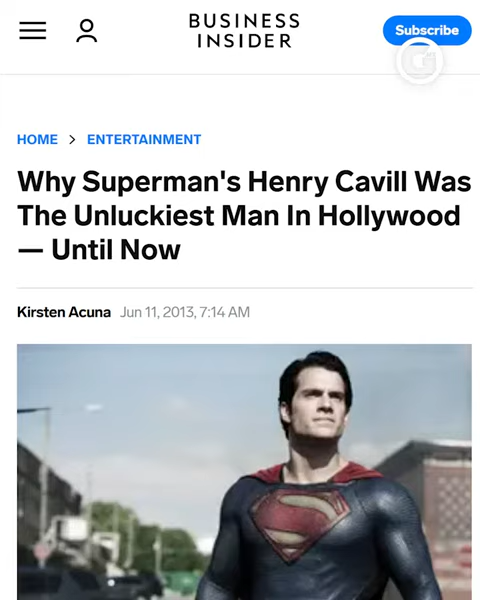 BUSINESS
INSIDER
Subscribe
HOME > ENTERTAINMENT
Why Superman's Henry Cavill Was
The Unluckiest Man In Hollywood
— Until Now
Kirsten Acuna Jun 11, 2013, 7:14 AM